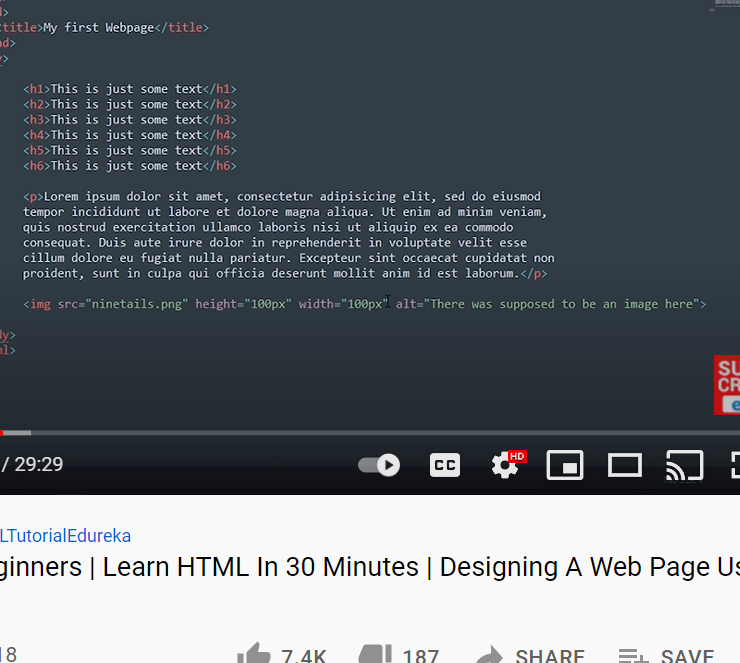 d>
<title>My first Webpage</title>
ad>
y>
<h1>This is just some text</h1>
<h2>This is just some text</h2>
<h3>This is just some text</h3>
<h4>This is just some text</h4>
<h5>This is just some text</h5>
<h6>This is just some text</h6>
<p>Lorem ipsum dolor sit amet, consectetur adipisicing elit, sed do eiusmod
tempor incididunt ut labore et dolore magna aliqua. Ut enim ad minim veniam,
quis nostrud exercitation ullamco laboris nisi ut aliquip ex ea commodo
consequat. Duis aute irure dolor in reprehenderit in voluptate velit esse
cillum dolore eu fugiat nulla pariatur. Excepteur sint occaecat cupidatat non
proident, sunt in culpa qui officia deserunt mollit anim id est laborum.</p>
<img src="ninetails.png" height="100px" width="100px" alt="There was supposed to be an image here">
dy>
ml>
SU
CR
e
/ 29:29
CC
HD
LTutorialEdureka
ginners | Learn HTML In 30 Minutes | Designing A Web Page Us
18
7.4K
187
SHARE
SAVE